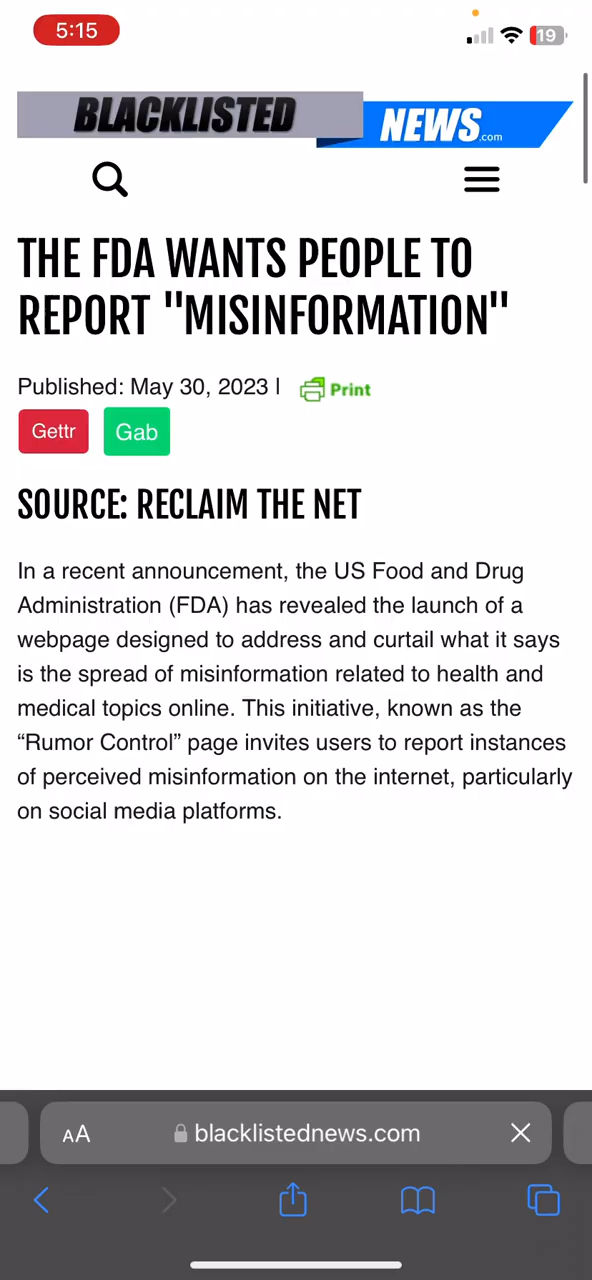 5:15
19
BLACKLISTED
NEWS.com
THE FDA WANTS PEOPLE TO
REPORT "MISINFORMATION"
Published: May 30, 2023 | Print
Gettr Gab
SOURCE: RECLAIM THE NET
In a recent announcement, the US Food and Drug
Administration (FDA) has revealed the launch of a
webpage designed to address and curtail what it says
is the spread of misinformation related to health and
medical topics online. This initiative, known as the
“Rumor Control” page invites users to report instances
of perceived misinformation on the internet, particularly
on social media platforms.
AA blacklistednews.com